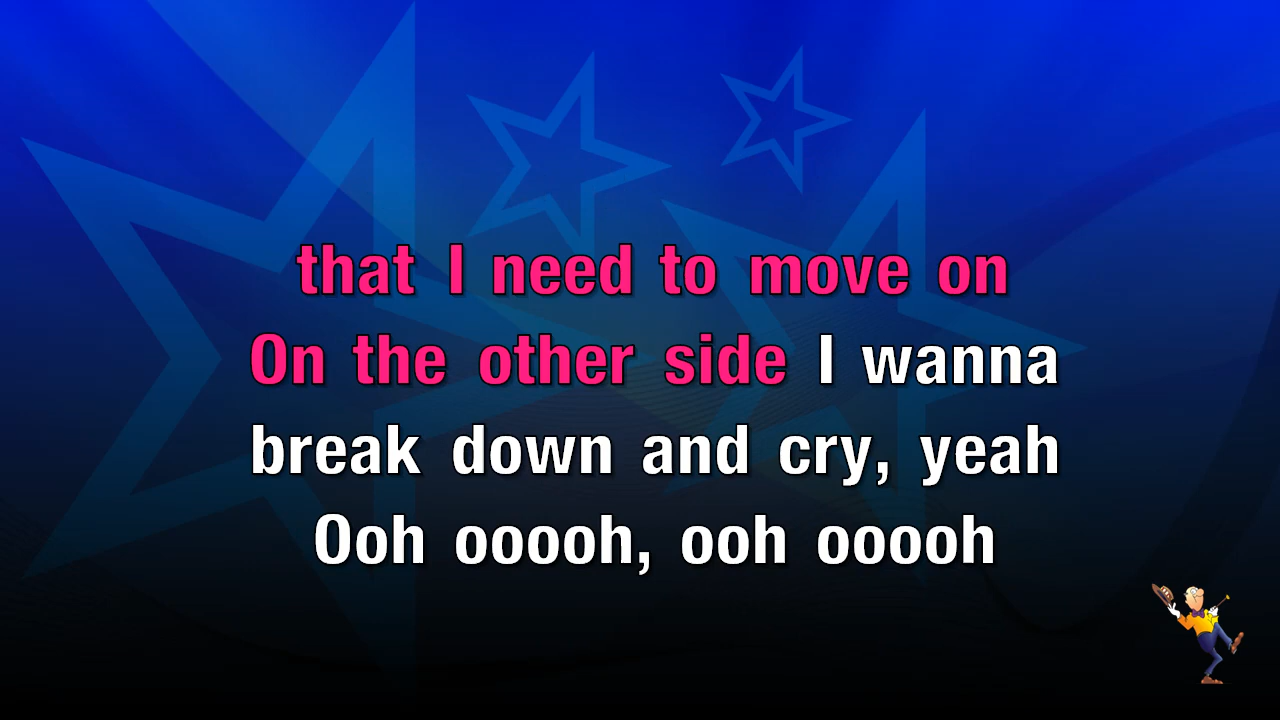 that I need to move on
On the other side I wanna
break down and cry, yeah
Ooh ooooh, ooh ooooh